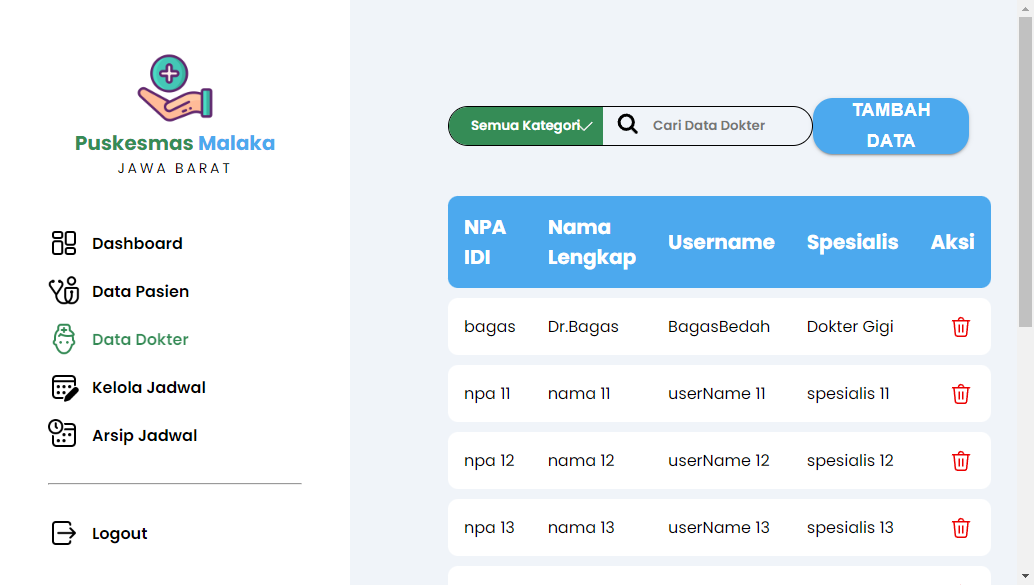 Puskesmas Malaka
JAWA BARAT
Dashboard
Data Pasien
Data Dokter
Kelola Jadwal
Arsip Jadwal
Logout
Semua Kategori
Cari Data Dokter
TAMBAH
DATA
NPA IDI Nama Lengkap Username Spesialis Aksi
bagas Dr.Bagas BagasBedah Dokter Gigi
npa 11 nama 11 userName 11 spesialis 11
npa 12 nama 12 userName 12 spesialis 12
npa 13 nama 13 userName 13 spesialis 13